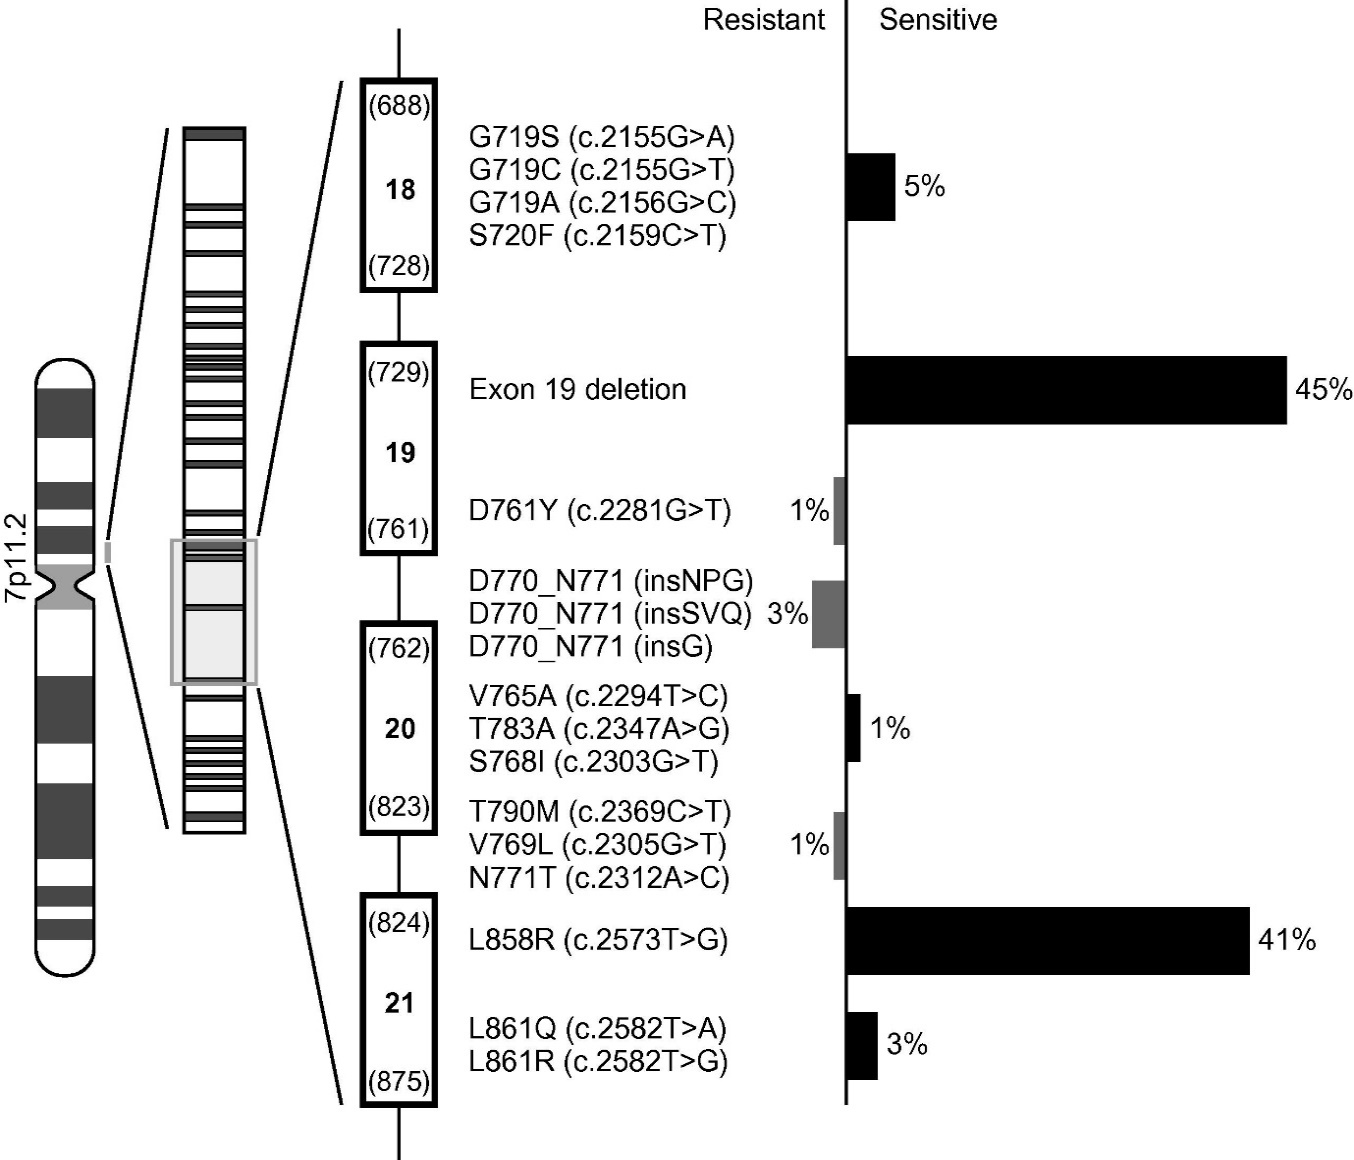 Resistant Sensitive
(688)
18
(728)
G719S (c.2155G>A)
G719C (c.2155G>T)
G719A (c.2156G>C)
S720F (c.2159C>T)
5%
(729)
19
(761)
Exon 19 deletion
45%
D761Y (c.2281G>T) 1%
7p11.2
D770_N771 (insNPG)
D770_N771 (insSVQ) 3%
D770_N771 (insG)
(762)
20
(823)
V765A (c.2294T>C)
T783A (c.2347A>G)
S768I (c.2303G>T)
1%
T790M (c.2369C>T)
V769L (c.2305G>T) 1%
N771T (c.2312A>C)
(824)
21
(875)
L858R (c.2573T>G)
41%
L861Q (c.2582T>A)
L861R (c.2582T>G)
3%